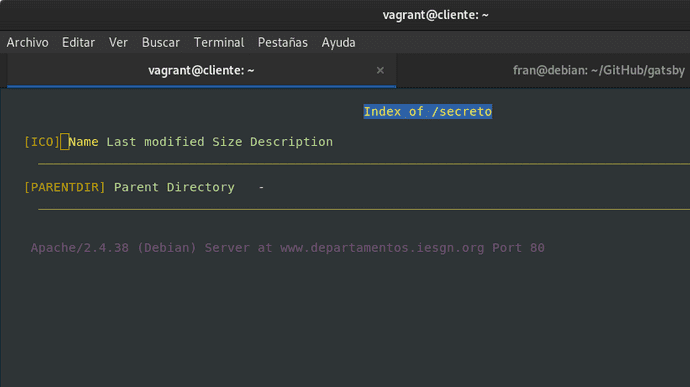 vagrant@cliente: ~
Archivo Editar Ver Buscar Terminal Pestañas Ayuda
vagrant@cliente: ~ × fran@debian: ~/GitHub/gatsby
Index of /secreto
[ICO] Name Last modified Size Description
[PARENTDIR] Parent Directory -
Apache/2.4.38 (Debian) Server at www.departamentos.iesgn.org Port 80